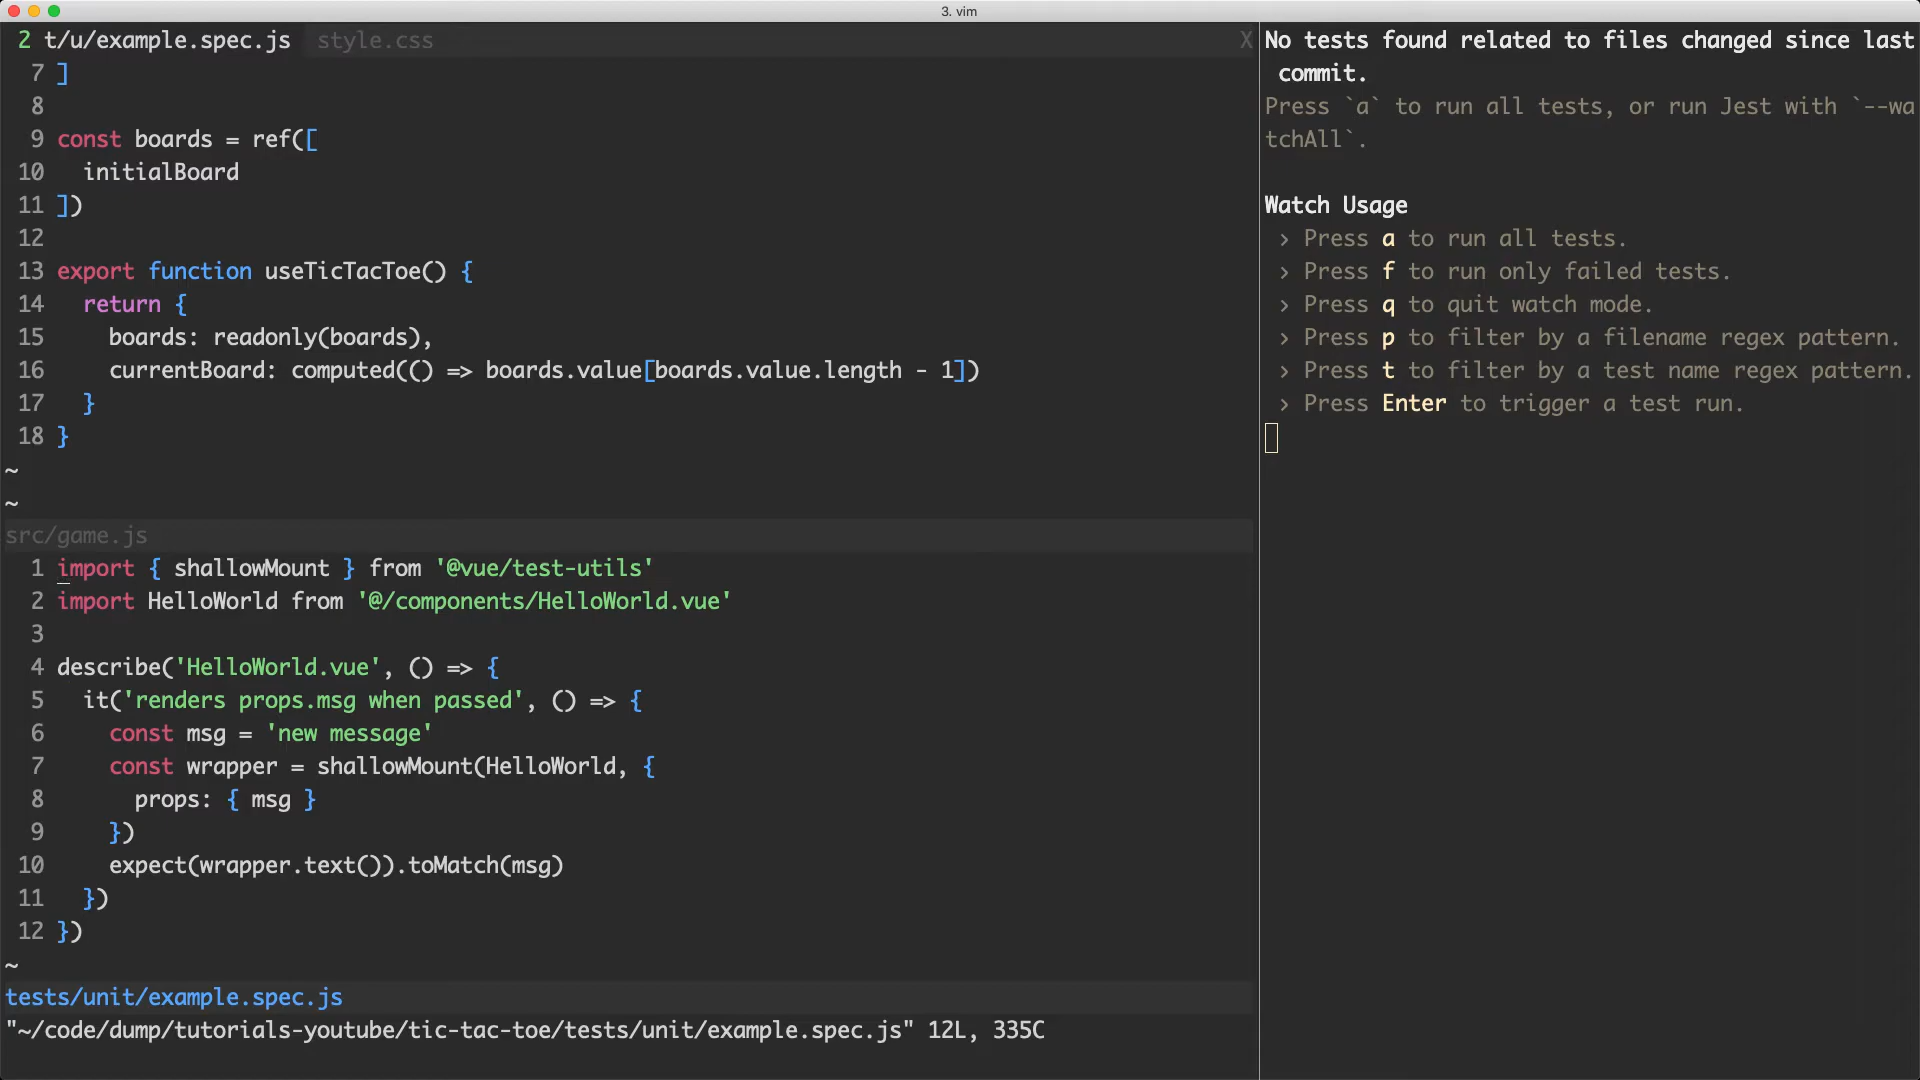 3. vim
2 t/u/example.spec.js style.css X
7 ]
8
9 const boards = ref([
10   initialBoard
11 ])
12
13 export function useTicTacToe() {
14   return {
15     boards: readonly(boards),
16     currentBoard: computed(() => boards.value[boards.value.length - 1])
17   }
18 }
~
~
src/game.js
1 import { shallowMount } from '@vue/test-utils'
2 import HelloWorld from '@/components/HelloWorld.vue'
3
4 describe('HelloWorld.vue', () => {
5   it('renders props.msg when passed', () => {
6     const msg = 'new message'
7     const wrapper = shallowMount(HelloWorld, {
8       props: { msg }
9     })
10     expect(wrapper.text()).toMatch(msg)
11   })
12 })
~
tests/unit/example.spec.js
"~/code/dump/tutorials-youtube/tic-tac-toe/tests/unit/example.spec.js" 12L, 335C
No tests found related to files changed since last
commit.
Press `a` to run all tests, or run Jest with `--wa
tchAll`.
Watch Usage
› Press a to run all tests.
› Press f to run only failed tests.
› Press q to quit watch mode.
› Press p to filter by a filename regex pattern.
› Press t to filter by a test name regex pattern.
› Press Enter to trigger a test run.